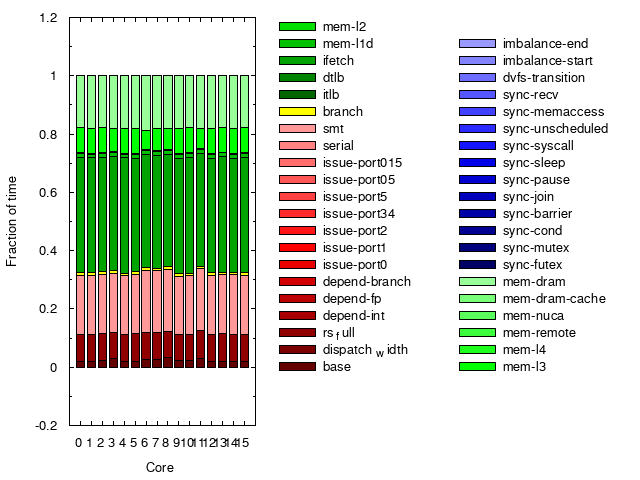 1.2
1
0.8
0.6
0.4
0.2
0
-0.2
Fraction of time
0 1 2 3 4 5 6 7 8 9 10 11 12 13 14 15
Core
mem-l2
mem-l1d
ifetch
dtlb
itlb
branch
smt
serial
issue-port015
issue-port05
issue-port5
issue-port34
issue-port2
issue-port1
issue-port0
depend-branch
depend-fp
depend-int
rs full
dispatch width
base
imbalance-end
imbalance-start
dvfs-transition
sync-recv
sync-memaccess
sync-unscheduled
sync-syscall
sync-sleep
sync-pause
sync-join
sync-barrier
sync-cond
sync-mutex
sync-futex
mem-dram
mem-dram-cache
mem-nuca
mem-remote
mem-l4
mem-l3